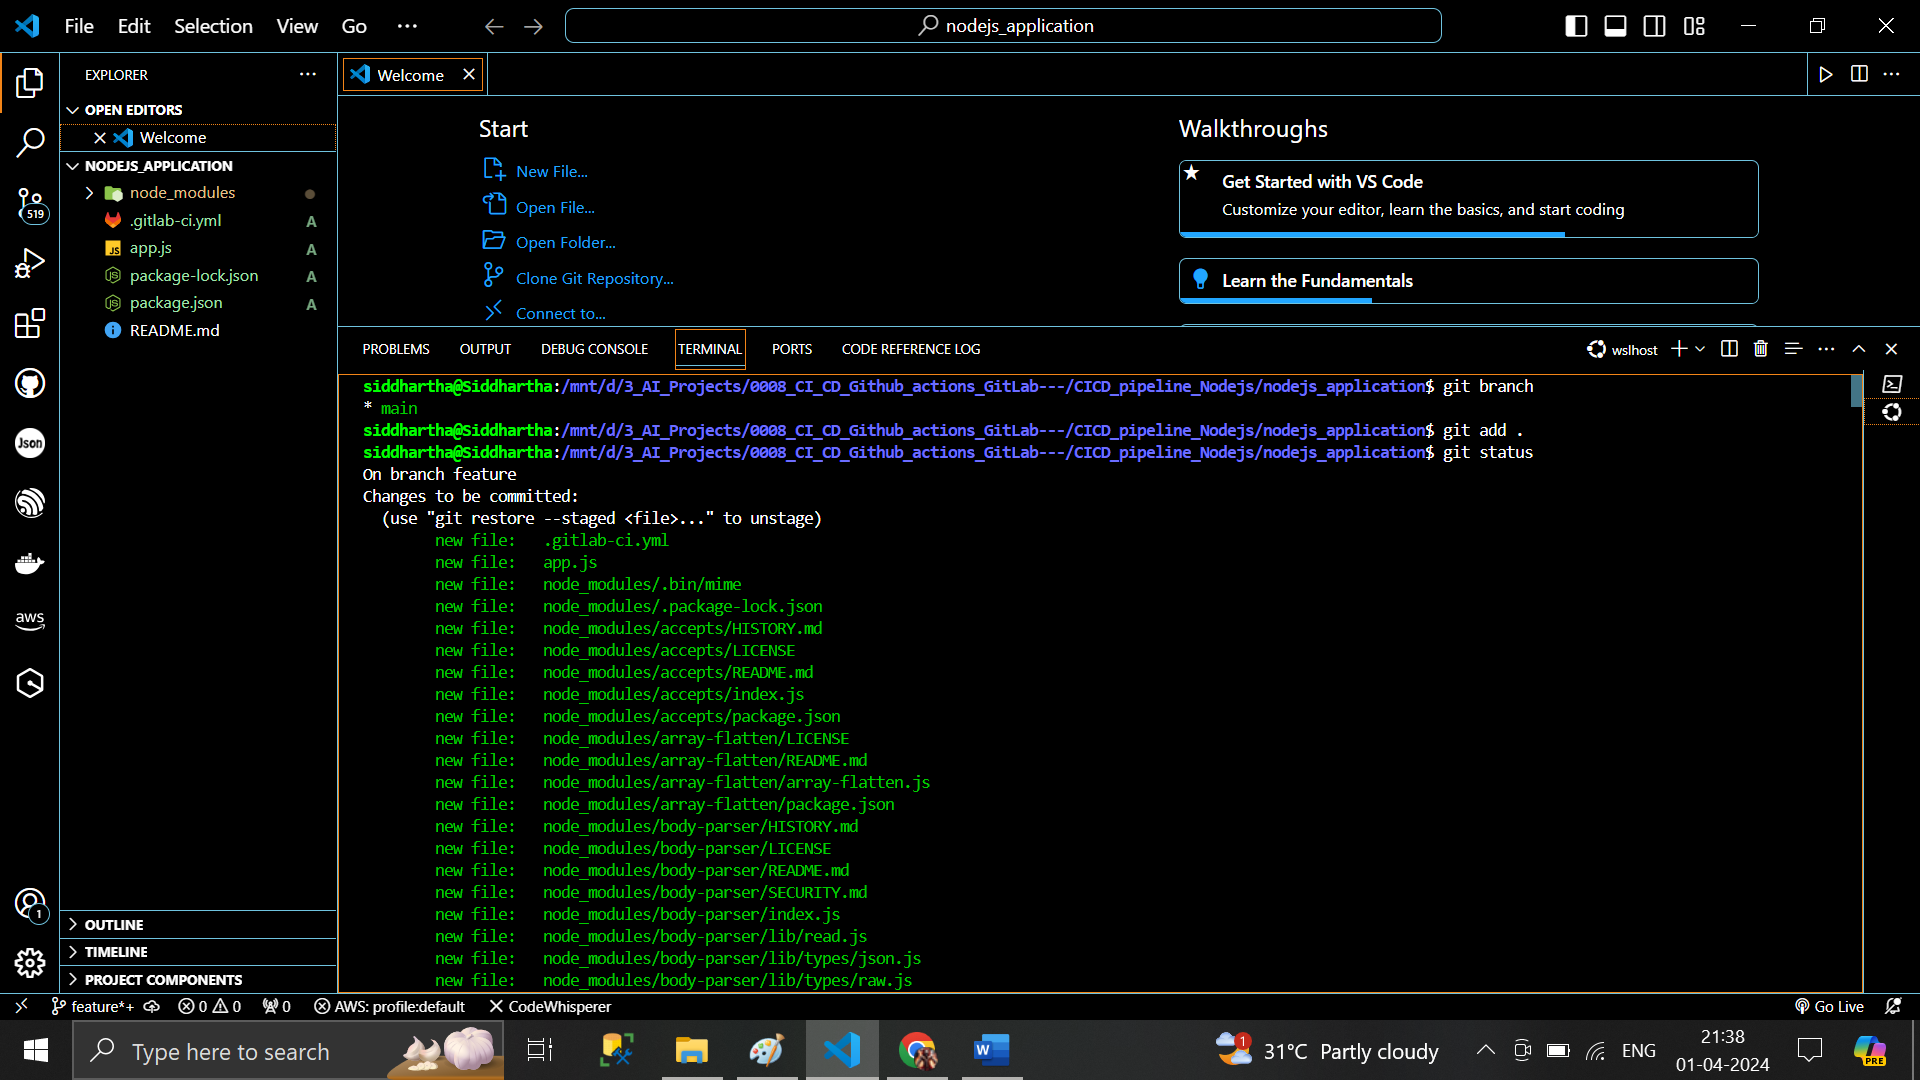 File Edit Selection View Go ···
nodejs_application
EXPLORER
OPEN EDITORS
Welcome
NODEJS_APPLICATION
node_modules
.gitlab-ci.yml A
JS app.js A
package-lock.json A
package.json A
README.md
519
Json
aws
1
OUTLINE
TIMELINE
PROJECT COMPONENTS
Welcome
Start
New File...
Open File...
Open Folder...
Clone Git Repository...
Connect to...
Walkthroughs
Get Started with VS Code
Customize your editor, learn the basics, and start coding
Learn the Fundamentals
PROBLEMS OUTPUT DEBUG CONSOLE TERMINAL PORTS CODE REFERENCE LOG
wslhost
siddhartha@Siddhartha:/mnt/d/3_AI_Projects/0008_CI_CD_Github_actions_GitLab---/CICD_pipeline_Nodejs/nodejs_application$ git branch
* main
siddhartha@Siddhartha:/mnt/d/3_AI_Projects/0008_CI_CD_Github_actions_GitLab---/CICD_pipeline_Nodejs/nodejs_application$ git add .
siddhartha@Siddhartha:/mnt/d/3_AI_Projects/0008_CI_CD_Github_actions_GitLab---/CICD_pipeline_Nodejs/nodejs_application$ git status
On branch feature
Changes to be committed:
(use "git restore --staged <file>..." to unstage)
new file: .gitlab-ci.yml
new file: app.js
new file: node_modules/.bin/mime
new file: node_modules/.package-lock.json
new file: node_modules/accepts/HISTORY.md
new file: node_modules/accepts/LICENSE
new file: node_modules/accepts/README.md
new file: node_modules/accepts/index.js
new file: node_modules/accepts/package.json
new file: node_modules/array-flatten/LICENSE
new file: node_modules/array-flatten/README.md
new file: node_modules/array-flatten/array-flatten.js
new file: node_modules/array-flatten/package.json
new file: node_modules/body-parser/HISTORY.md
new file: node_modules/body-parser/LICENSE
new file: node_modules/body-parser/README.md
new file: node_modules/body-parser/SECURITY.md
new file: node_modules/body-parser/index.js
new file: node_modules/body-parser/lib/read.js
new file: node_modules/body-parser/lib/types/json.js
new file: node_modules/body-parser/lib/types/raw.js
feature*+ 0 0 0 AWS: profile:default CodeWhisperer Go Live
Type here to search
W
1
31°C Partly cloudy
ENG
21:38
01-04-2024
PRE